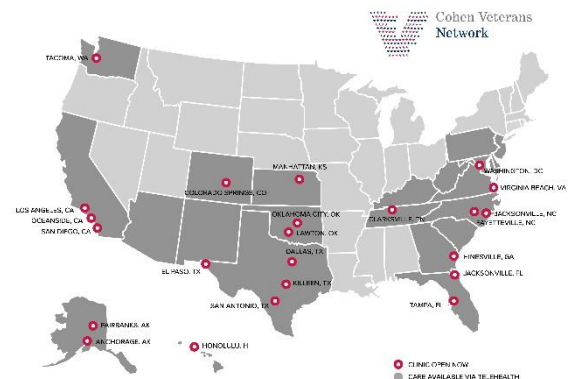 Cohen Veterans
Network
TACOMA, WA
MANHATTAN, KS
COLORADO SPRINGS, CO
WASHINGTON, DC
VIRGINIA BEACH, VA
LOS ANGELES, CA
OCEANSIDE, CA
SAN DIEGO, CA
OKLAHOMA CITY, OK
LAWTON, OK
CLARKSVILLE, TN
JACKSONVILLE, NC
FAYETTEVILLE, NC
DALLAS, TX
HINESVILLE, GA
EL PASO, TX
JACKSONVILLE, FL
KILLEEN, TX
SAN ANTONIO, TX
TAMPA, FL
FAIRBANKS, AK
ANCHORAGE, AK
HONOLULU, HI
CLINIC OPEN NOW
CARE AVAILABLE VIA TELEHEALTH